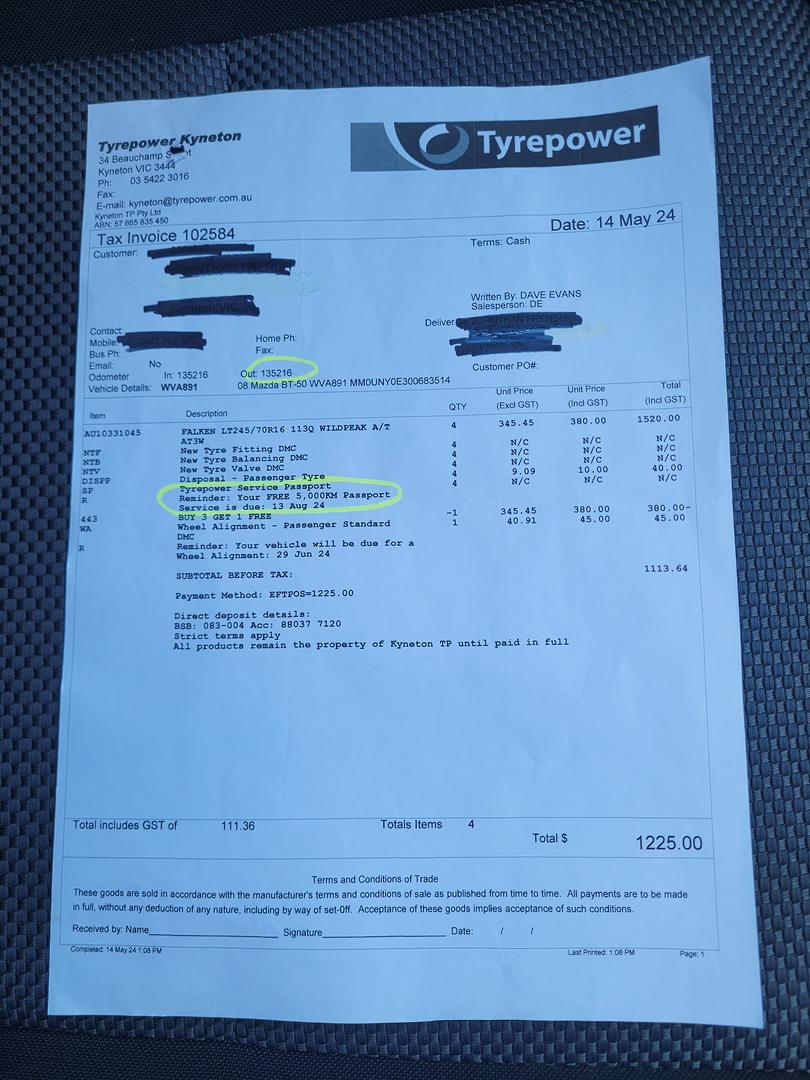 Tyrepower Kyneton
34 Beauchamp
Kyneton VIC 3444
Ph: 03 5422 3016
Fax:
E-mail: kyneton@tyrepower.com.au
Kyneton TP Pty Ltd
ABN: 57 665 835 450
Tyrepower
Tax Invoice 102584
Date: 14 May 24
Customer:
Terms: Cash
Written By: DAVE EVANS
Salesperson: DE
Deliver
Contact:
Mobile:
Bus Ph:
Email: No
Home Ph:
Fax:
Customer PO#:
Odometer In: 135216 Out: 135216
Vehicle Details: WVA891 08 Mazda BT-50 WVA891 MM0UNY0E300683514
Item Description QTY Unit Price (Excl GST) Unit Price (Incl GST) Total (Incl GST)
AU10331045 FALKEN LT245/70R16 113Q WILDPEAK A/T 4 345.45 380.00 1520.00
AT3W
NTF New Tyre Fitting DMC 4 N/C N/C N/C
NTB New Tyre Balancing DMC 4 N/C N/C N/C
NTV New Tyre Valve DMC 4 N/C N/C N/C
DISPP Disposal - Passenger Tyre 4 9.09 10.00 40.00
SP Tyrepower Service Passport 4 N/C N/C N/C
R Reminder: Your FREE 5,000KM Passport
Service is due: 13 Aug 24
443 BUY 3 GET 1 FREE -1 345.45 380.00 380.00-
WA Wheel Alignment - Passenger Standard 1 40.91 45.00 45.00
DMC
R Reminder: Your vehicle will be due for a
Wheel Alignment: 29 Jun 24
SUBTOTAL BEFORE TAX: 1113.64
Payment Method: EFTPOS=1225.00
Direct deposit details:
BSB: 083-004 Acc: 88037 7120
Strict terms apply
All products remain the property of Kyneton TP until paid in full
Total includes GST of 111.36 Totals Items 4
Total $ 1225.00
Terms and Conditions of Trade
These goods are sold in accordance with the manufacturer's terms and conditions of sale as published from time to time. All payments are to be made
in full, without any deduction of any nature, including by way of set-0ff. Acceptance of these goods implies acceptance of such conditions.
Received by: Name Signature Date: / /
Completed: 14 May 24 1:08 PM Last Printed: 1:08 PM Page: 1